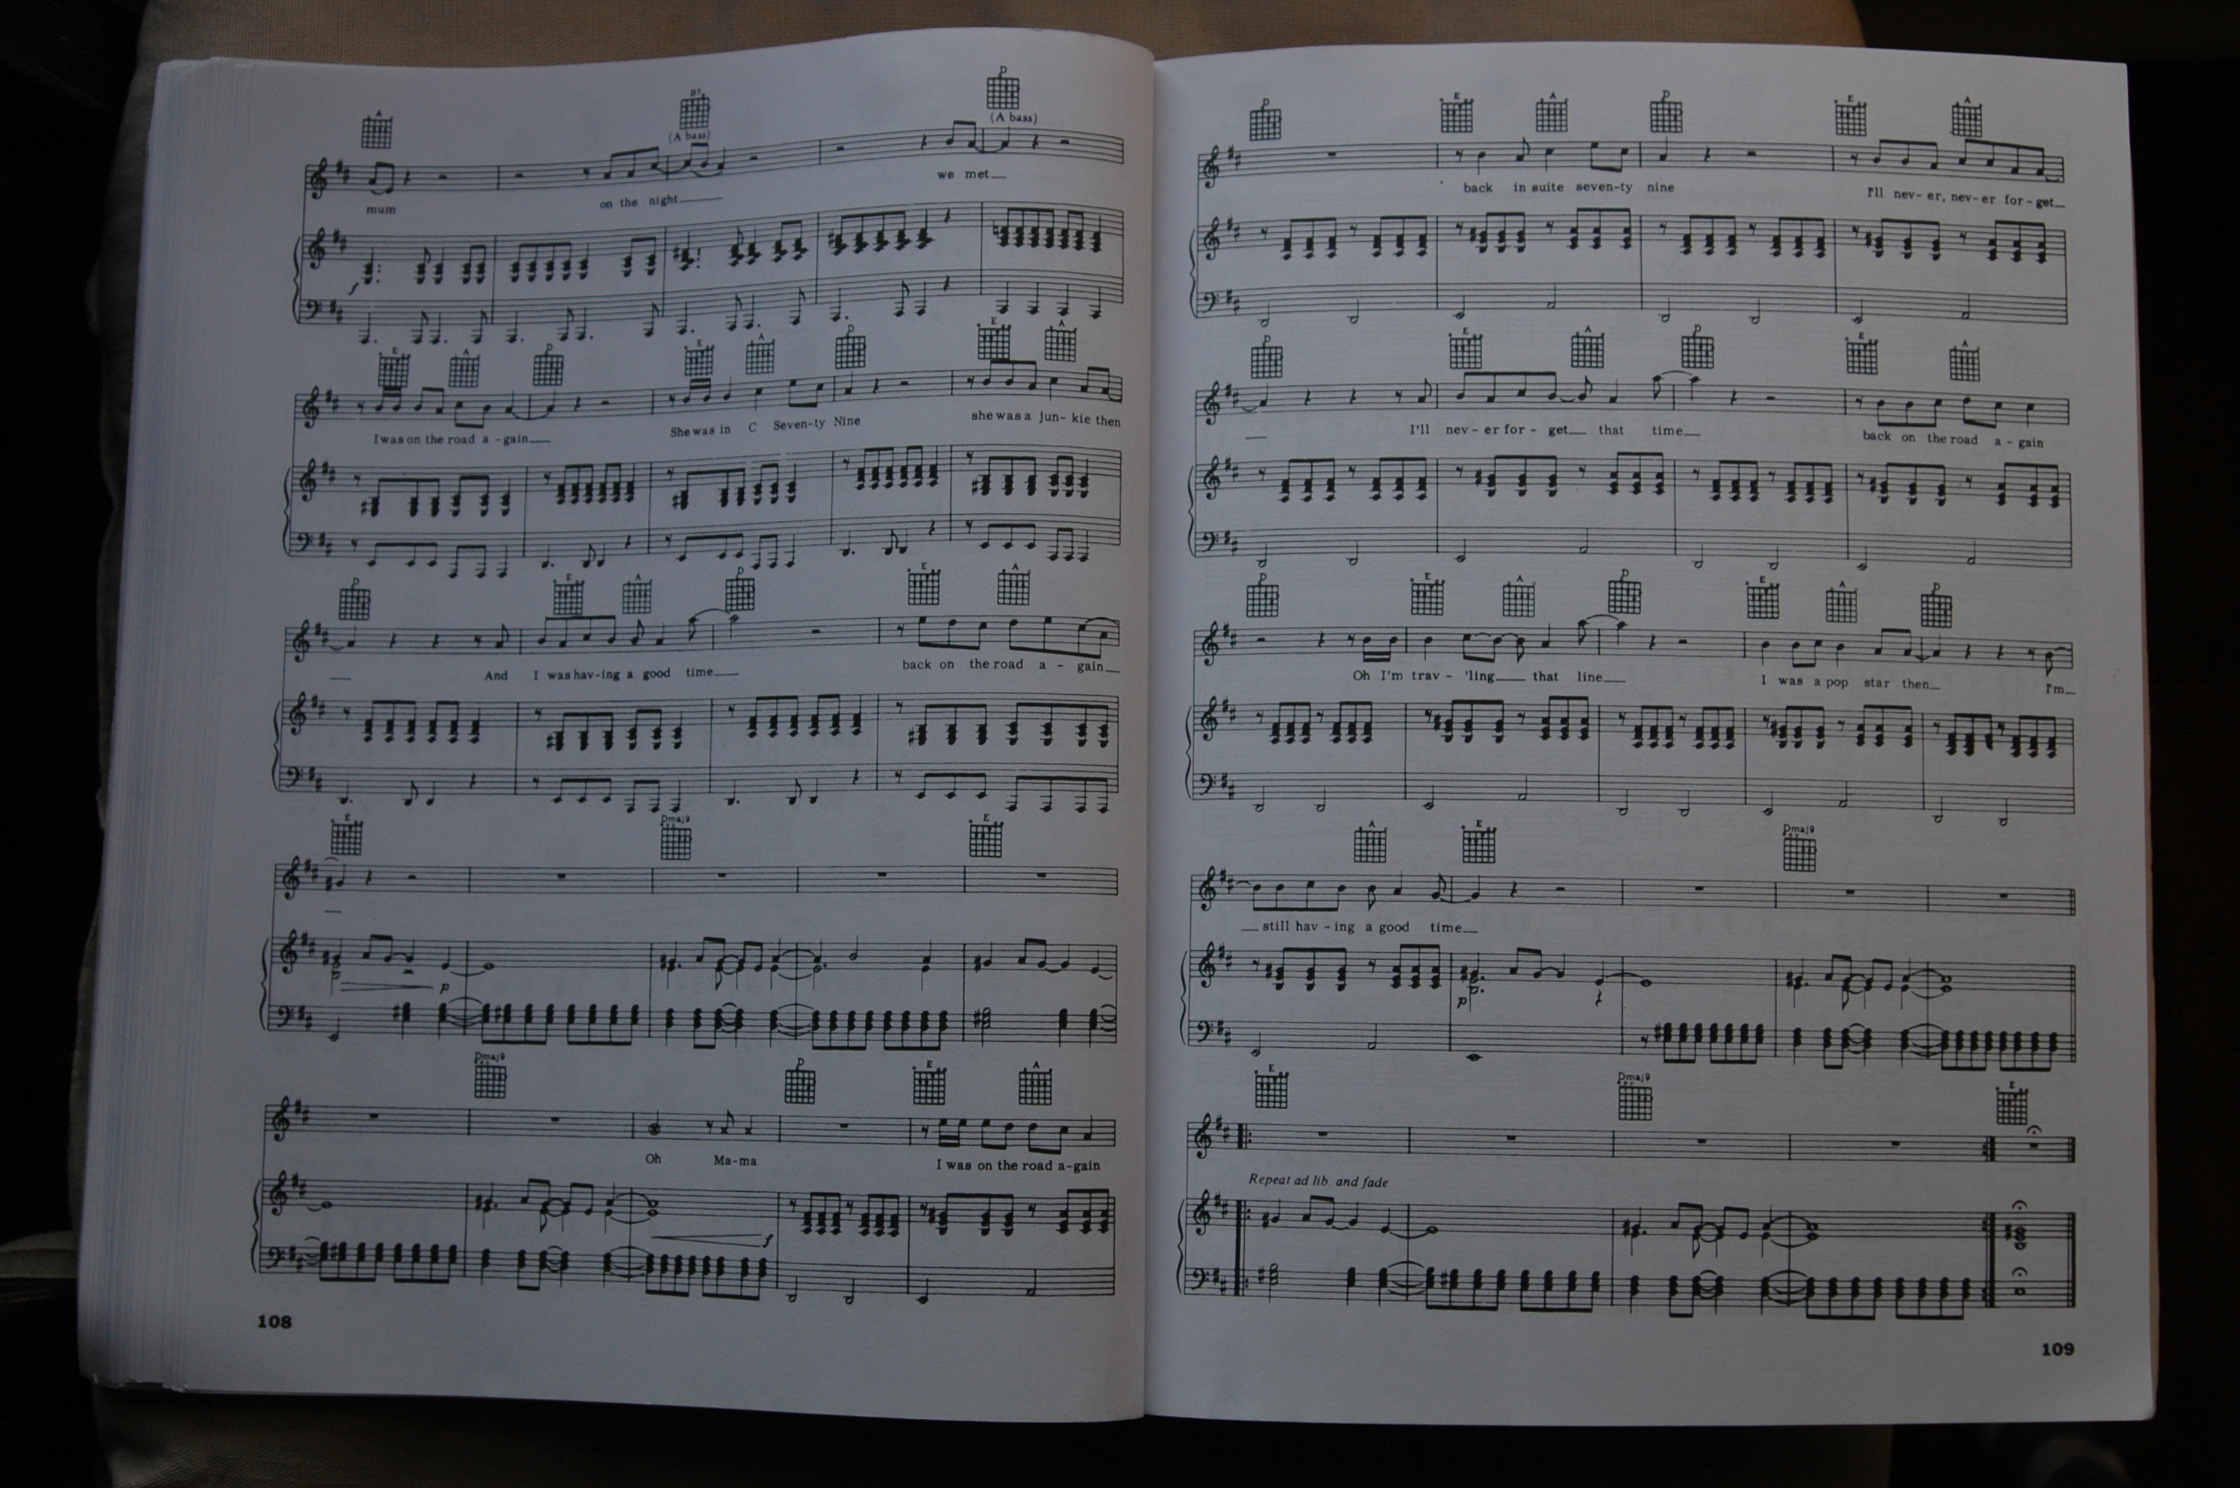 A B7 D
(A bass) (A bass)
mum on the night we met
f
E A D E A D E A
I was on the road a - gain She was in C Seven-ty Nine she was a jun- kie then
D E A D E A
And I was hav-ing a good time back on the road a - gain
E Dmaj9 E
p
Dmaj9 D E A
Oh Ma-ma I was on the road a-gain
f
108
D E A D E A
back in suite seven-ty nine I'll nev- er, nev- er for - get
D E A D E A
I'll nev - er for - get that time back on the road a - gain
D E A D E A D
Oh I'm trav - 'ling that line I was a pop star then I'm
A E Dmaj9
still hav - ing a good time
p
E Dmaj9 E
Repeat ad lib. and fade
109